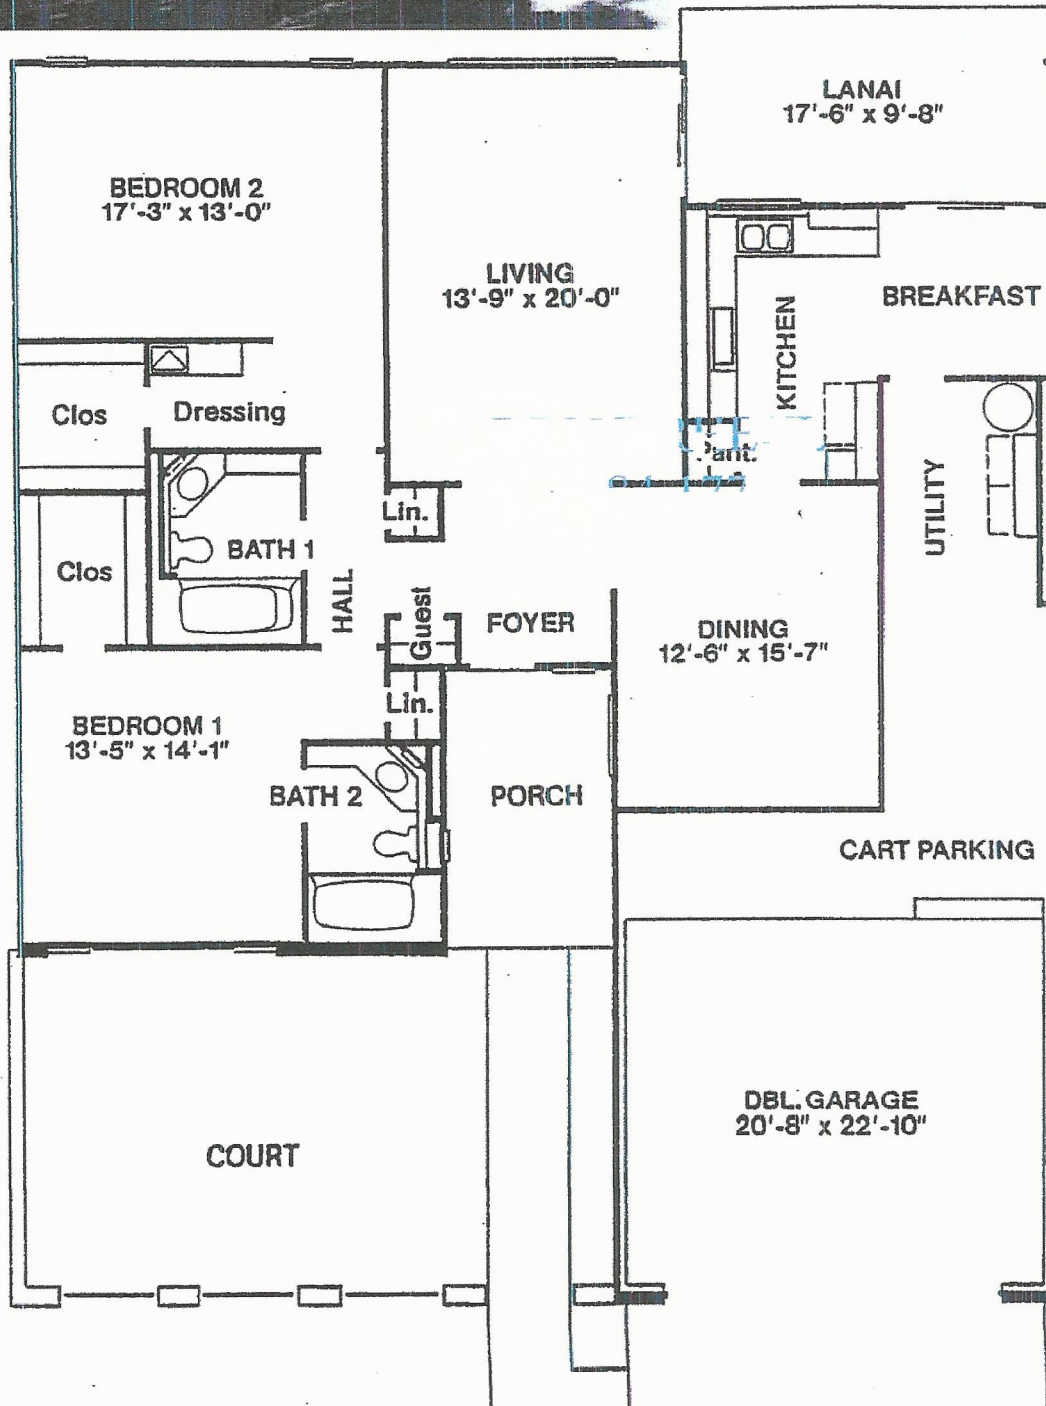 LANAI
17'-6" x 9'-8"
BEDROOM 2
17'-3" x 13'-0"
LIVING
13'-9" x 20'-0"
BREAKFAST
KITCHEN
Clos
Dressing
Pant.
UTILITY
Lin.
BATH 1
Clos
HALL
Guest
FOYER
DINING
12'-6" x 15'-7"
Lin.
BEDROOM 1
13'-5" x 14'-1"
BATH 2
PORCH
CART PARKING
DBL. GARAGE
20'-8" x 22'-10"
COURT